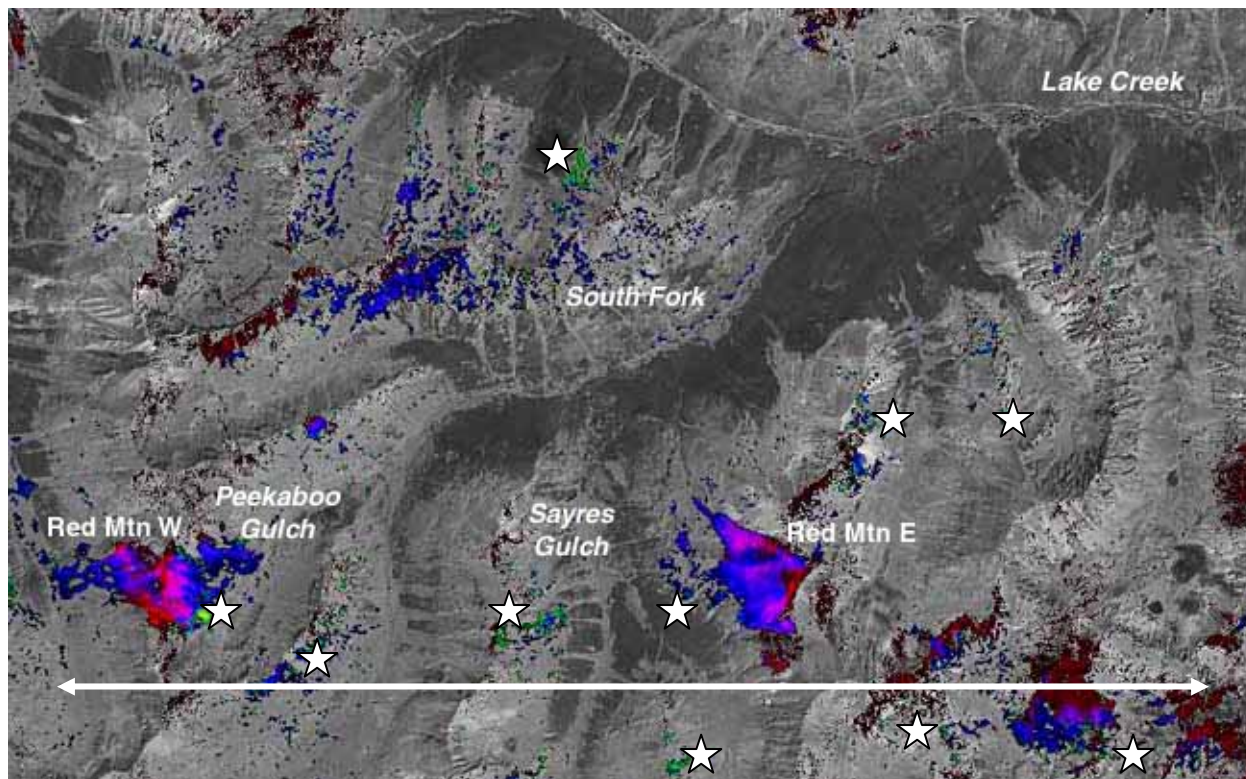 Lake Creek
South Fork
Peekaboo
Gulch
Red Mtn W
Sayres
Gulch
Red Mtn E